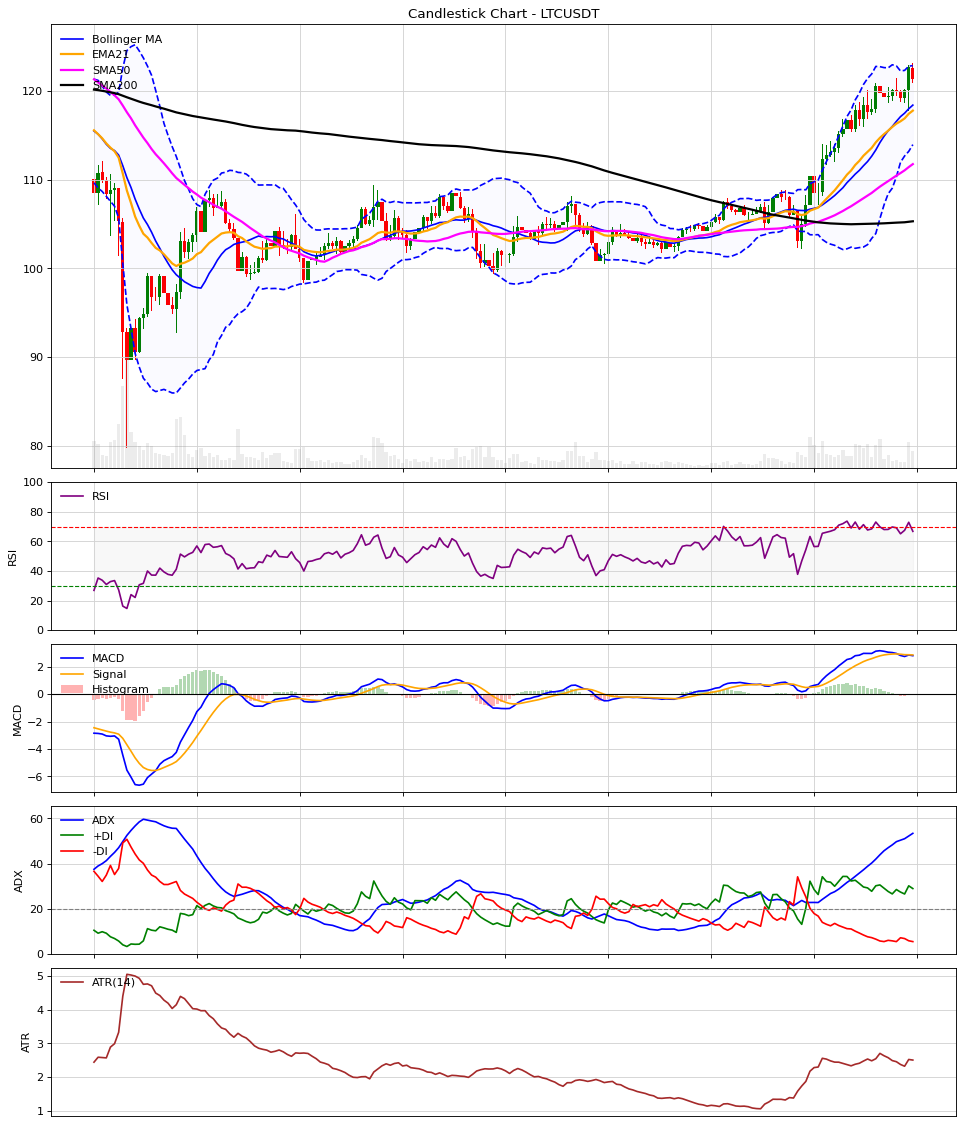 Candlestick Chart - LTCUSDT
Bollinger MA
EMA21
SMA50
SMA200
120
110
100
90
80
RSI
100
80
60
40
20
0
RSI
MACD
Signal
Histogram
2
0
−2
−4
−6
MACD
ADX
+DI
-DI
60
40
20
0
ADX
ATR(14)
5
4
3
2
1
ATR